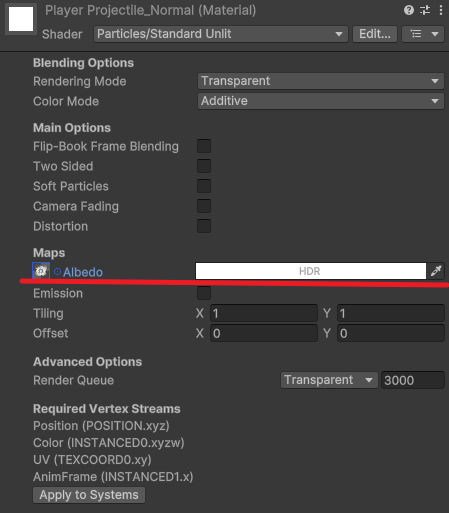 Player Projectile_Normal (Material)
Shader Particles/Standard Unlit Edit...
Blending Options
Rendering Mode Transparent
Color Mode Additive
Main Options
Flip-Book Frame Blending
Two Sided
Soft Particles
Camera Fading
Distortion
Maps
Albedo HDR
Emission
Tiling X 1 Y 1
Offset X 0 Y 0
Advanced Options
Render Queue Transparent 3000
Required Vertex Streams
Position (POSITION.xyz)
Color (INSTANCED0.xyzw)
UV (TEXCOORD0.xy)
AnimFrame (INSTANCED1.x)
Apply to Systems